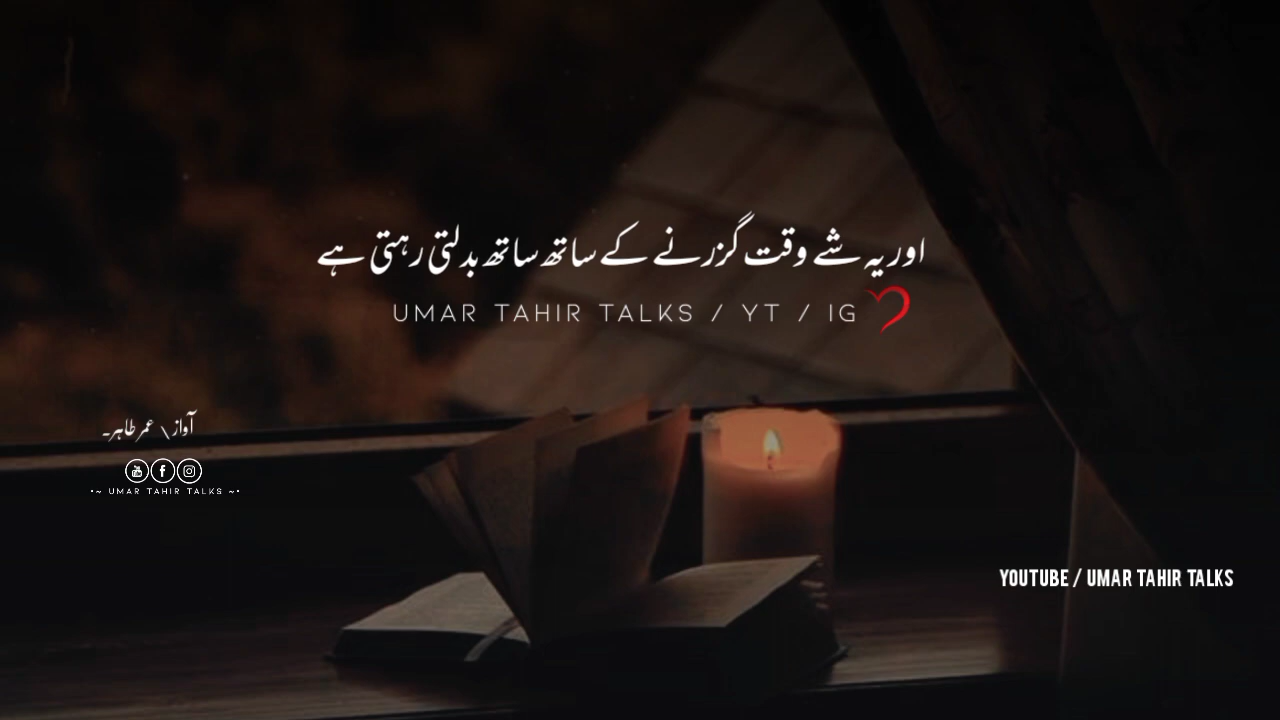 اور یہ شے وقت گزرنے کے ساتھ ساتھ بدلتی رہتی ہے
UMAR TAHIR TALKS / YT / IG
آواز \ عمر طاہر۔
•~ UMAR TAHIR TALKS ~•
YOUTUBE / UMAR TAHIR TALKS